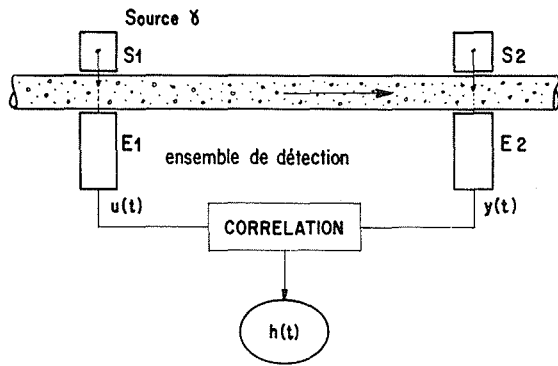 Source γ
S1
S2
E1
E2
ensemble de détection
u(t)
y(t)
CORRELATION
h(t)